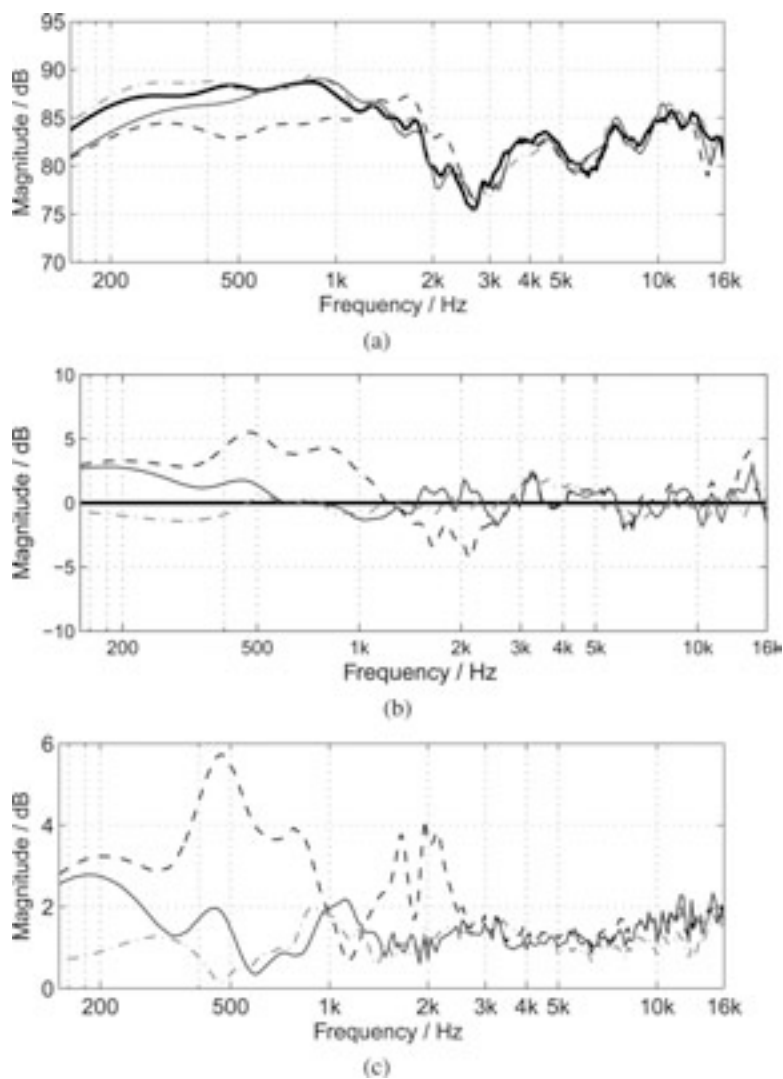 95
90
85
80
75
70
Magnitude / dB
200 500 1k 2k 3k 4k 5k 10k 16k
Frequency / Hz
(a)
10
5
0
−5
−10
Magnitude / dB
200 500 1k 2k 3k 4k 5k 10k 16k
Frequency / Hz
(b)
6
4
2
0
Magnitude / dB
200 500 1k 2k 3k 4k 5k 10k 16k
Frequency / Hz
(c)